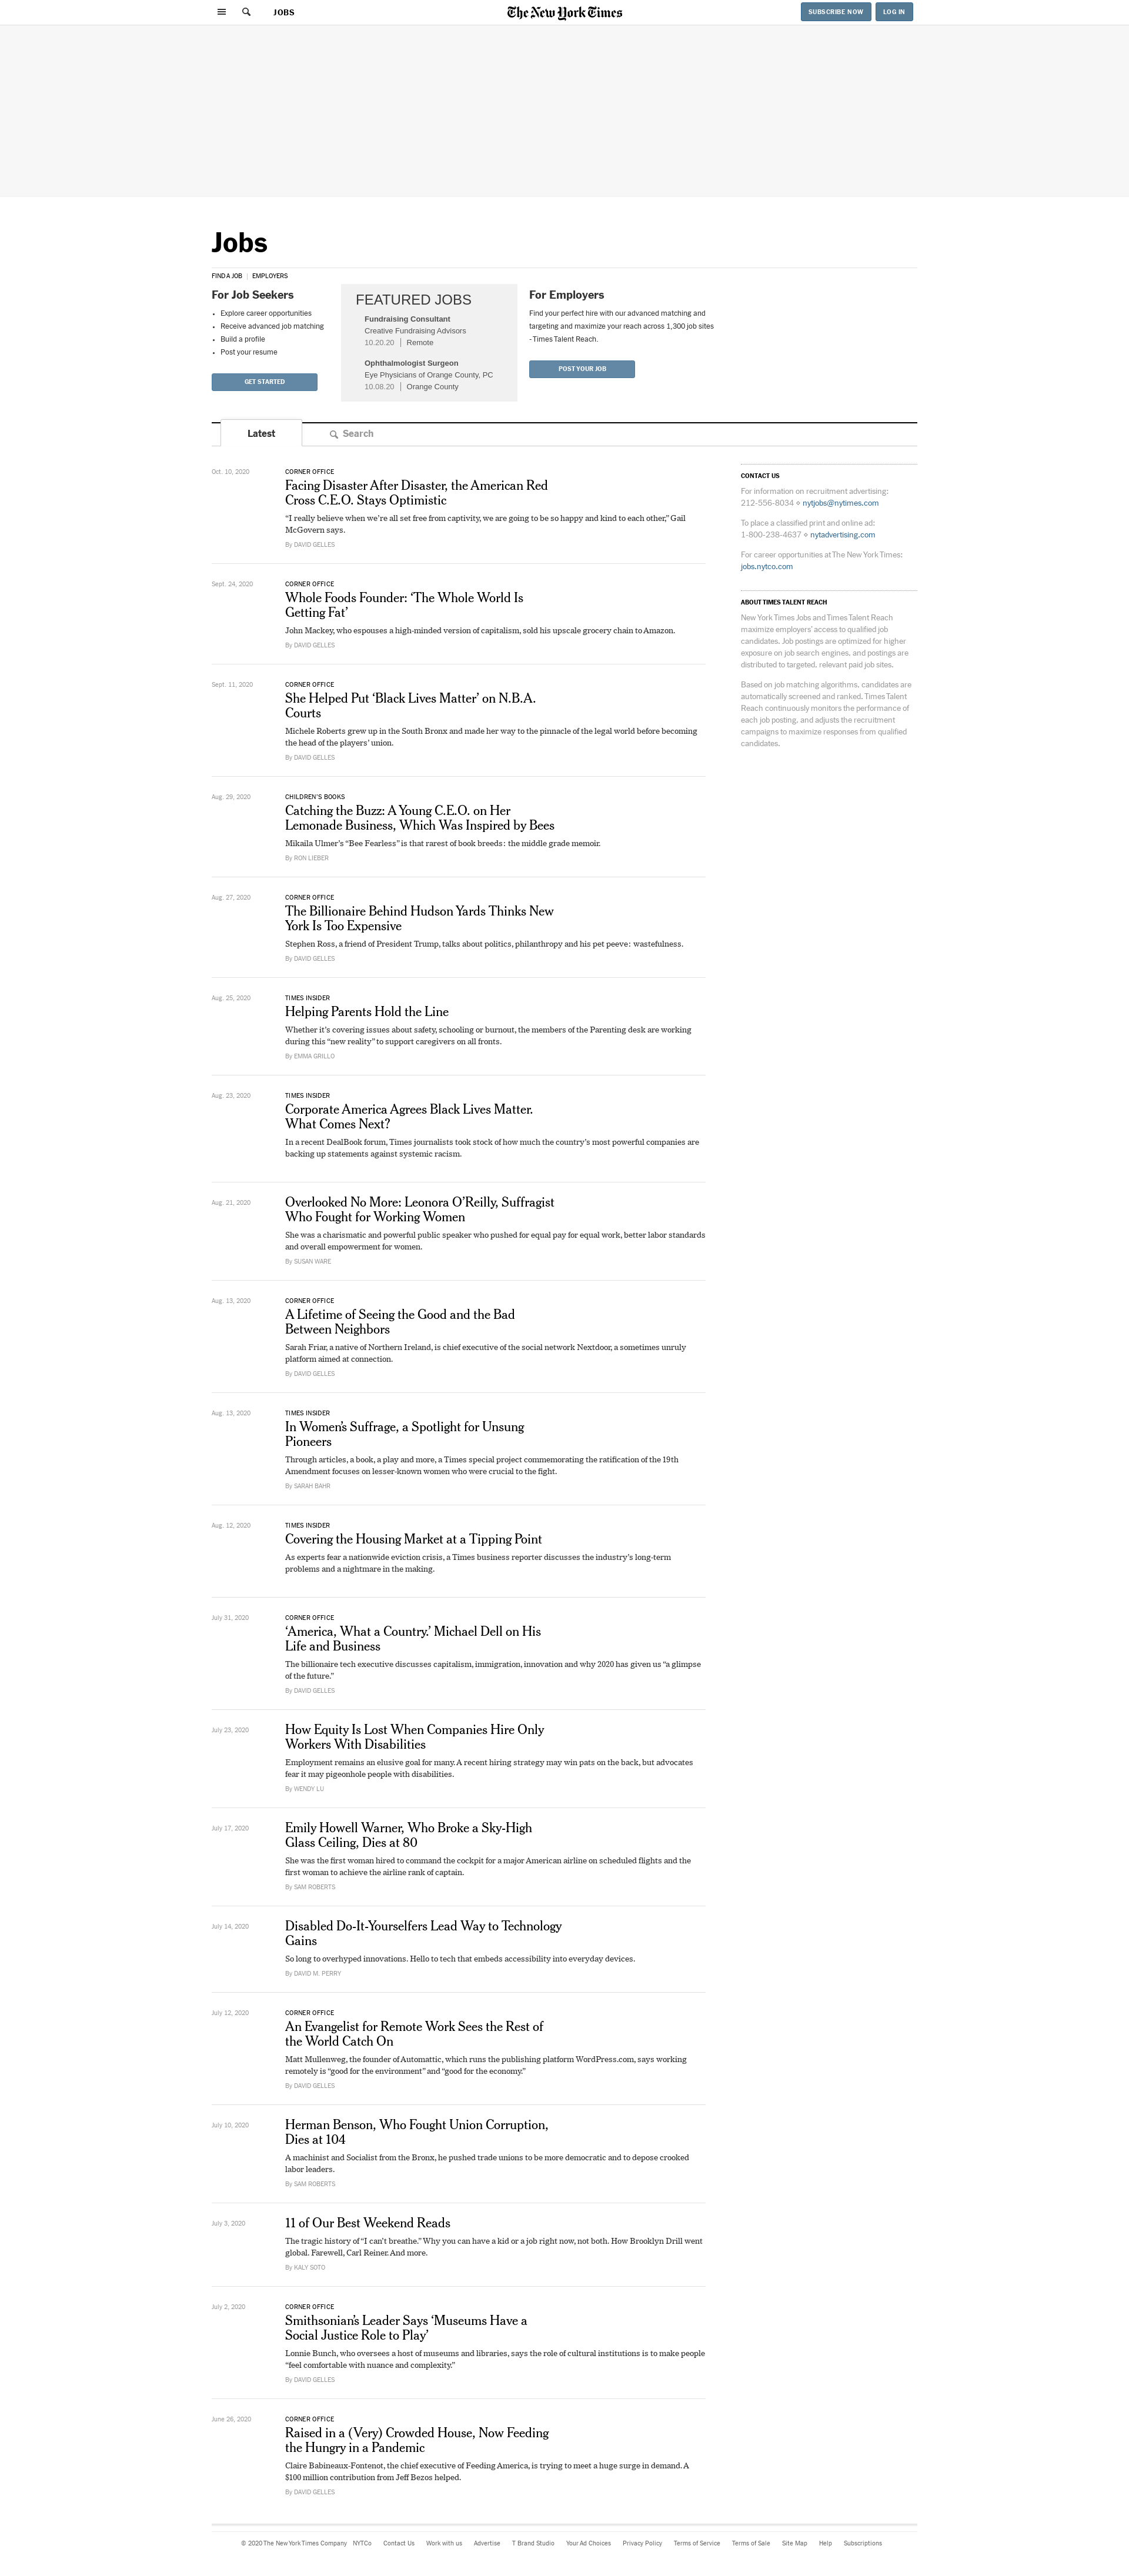 JOBS
The New York Times
SUBSCRIBE NOW
LOG IN
Jobs
FIND A JOB | EMPLOYERS
For Job Seekers
• Explore career opportunities
• Receive advanced job matching
• Build a profile
• Post your resume
GET STARTED
FEATURED JOBS
Fundraising Consultant
Creative Fundraising Advisors
10.20.20 | Remote
Ophthalmologist Surgeon
Eye Physicians of Orange County, PC
10.08.20 | Orange County
For Employers
Find your perfect hire with our advanced matching and
targeting and maximize your reach across 1,300 job sites
- Times Talent Reach.
POST YOUR JOB
Latest
Search
Oct. 10, 2020
CORNER OFFICE
Facing Disaster After Disaster, the American Red
Cross C.E.O. Stays Optimistic
“I really believe when we’re all set free from captivity, we are going to be so happy and kind to each other,” Gail
McGovern says.
By DAVID GELLES
Sept. 24, 2020
CORNER OFFICE
Whole Foods Founder: ‘The Whole World Is
Getting Fat’
John Mackey, who espouses a high-minded version of capitalism, sold his upscale grocery chain to Amazon.
By DAVID GELLES
Sept. 11, 2020
CORNER OFFICE
She Helped Put ‘Black Lives Matter’ on N.B.A.
Courts
Michele Roberts grew up in the South Bronx and made her way to the pinnacle of the legal world before becoming
the head of the players’ union.
By DAVID GELLES
Aug. 29, 2020
CHILDREN’S BOOKS
Catching the Buzz: A Young C.E.O. on Her
Lemonade Business, Which Was Inspired by Bees
Mikaila Ulmer’s “Bee Fearless” is that rarest of book breeds: the middle grade memoir.
By RON LIEBER
Aug. 27, 2020
CORNER OFFICE
The Billionaire Behind Hudson Yards Thinks New
York Is Too Expensive
Stephen Ross, a friend of President Trump, talks about politics, philanthropy and his pet peeve: wastefulness.
By DAVID GELLES
Aug. 25, 2020
TIMES INSIDER
Helping Parents Hold the Line
Whether it’s covering issues about safety, schooling or burnout, the members of the Parenting desk are working
during this “new reality” to support caregivers on all fronts.
By EMMA GRILLO
Aug. 23, 2020
TIMES INSIDER
Corporate America Agrees Black Lives Matter.
What Comes Next?
In a recent DealBook forum, Times journalists took stock of how much the country’s most powerful companies are
backing up statements against systemic racism.
Aug. 21, 2020
Overlooked No More: Leonora O’Reilly, Suffragist
Who Fought for Working Women
She was a charismatic and powerful public speaker who pushed for equal pay for equal work, better labor standards
and overall empowerment for women.
By SUSAN WARE
Aug. 13, 2020
CORNER OFFICE
A Lifetime of Seeing the Good and the Bad
Between Neighbors
Sarah Friar, a native of Northern Ireland, is chief executive of the social network Nextdoor, a sometimes unruly
platform aimed at connection.
By DAVID GELLES
Aug. 13, 2020
TIMES INSIDER
In Women’s Suffrage, a Spotlight for Unsung
Pioneers
Through articles, a book, a play and more, a Times special project commemorating the ratification of the 19th
Amendment focuses on lesser-known women who were crucial to the fight.
By SARAH BAHR
Aug. 12, 2020
TIMES INSIDER
Covering the Housing Market at a Tipping Point
As experts fear a nationwide eviction crisis, a Times business reporter discusses the industry’s long-term
problems and a nightmare in the making.
July 31, 2020
CORNER OFFICE
‘America, What a Country.’ Michael Dell on His
Life and Business
The billionaire tech executive discusses capitalism, immigration, innovation and why 2020 has given us “a glimpse
of the future.”
By DAVID GELLES
July 23, 2020
How Equity Is Lost When Companies Hire Only
Workers With Disabilities
Employment remains an elusive goal for many. A recent hiring strategy may win pats on the back, but advocates
fear it may pigeonhole people with disabilities.
By WENDY LU
July 17, 2020
Emily Howell Warner, Who Broke a Sky-High
Glass Ceiling, Dies at 80
She was the first woman hired to command the cockpit for a major American airline on scheduled flights and the
first woman to achieve the airline rank of captain.
By SAM ROBERTS
July 14, 2020
Disabled Do-It-Yourselfers Lead Way to Technology
Gains
So long to overhyped innovations. Hello to tech that embeds accessibility into everyday devices.
By DAVID M. PERRY
July 12, 2020
CORNER OFFICE
An Evangelist for Remote Work Sees the Rest of
the World Catch On
Matt Mullenweg, the founder of Automattic, which runs the publishing platform WordPress.com, says working
remotely is “good for the environment” and “good for the economy.”
By DAVID GELLES
July 10, 2020
Herman Benson, Who Fought Union Corruption,
Dies at 104
A machinist and Socialist from the Bronx, he pushed trade unions to be more democratic and to depose crooked
labor leaders.
By SAM ROBERTS
July 3, 2020
11 of Our Best Weekend Reads
The tragic history of “I can’t breathe.” Why you can have a kid or a job right now, not both. How Brooklyn Drill went
global. Farewell, Carl Reiner. And more.
By KALY SOTO
July 2, 2020
CORNER OFFICE
Smithsonian’s Leader Says ‘Museums Have a
Social Justice Role to Play’
Lonnie Bunch, who oversees a host of museums and libraries, says the role of cultural institutions is to make people
“feel comfortable with nuance and complexity.”
By DAVID GELLES
June 26, 2020
CORNER OFFICE
Raised in a (Very) Crowded House, Now Feeding
the Hungry in a Pandemic
Claire Babineaux-Fontenot, the chief executive of Feeding America, is trying to meet a huge surge in demand. A
$100 million contribution from Jeff Bezos helped.
By DAVID GELLES
CONTACT US
For information on recruitment advertising:
212-556-8034 ⋄ nytjobs@nytimes.com
To place a classified print and online ad:
1-800-238-4637 ⋄ nytadvertising.com
For career opportunities at The New York Times:
jobs.nytco.com
ABOUT TIMES TALENT REACH
New York Times Jobs and Times Talent Reach
maximize employers’ access to qualified job
candidates. Job postings are optimized for higher
exposure on job search engines, and postings are
distributed to targeted, relevant paid job sites.
Based on job matching algorithms, candidates are
automatically screened and ranked. Times Talent
Reach continuously monitors the performance of
each job posting, and adjusts the recruitment
campaigns to maximize responses from qualified
candidates.
© 2020 The New York Times Company NYTCo Contact Us Work with us Advertise T Brand Studio Your Ad Choices Privacy Policy Terms of Service Terms of Sale Site Map Help Subscriptions